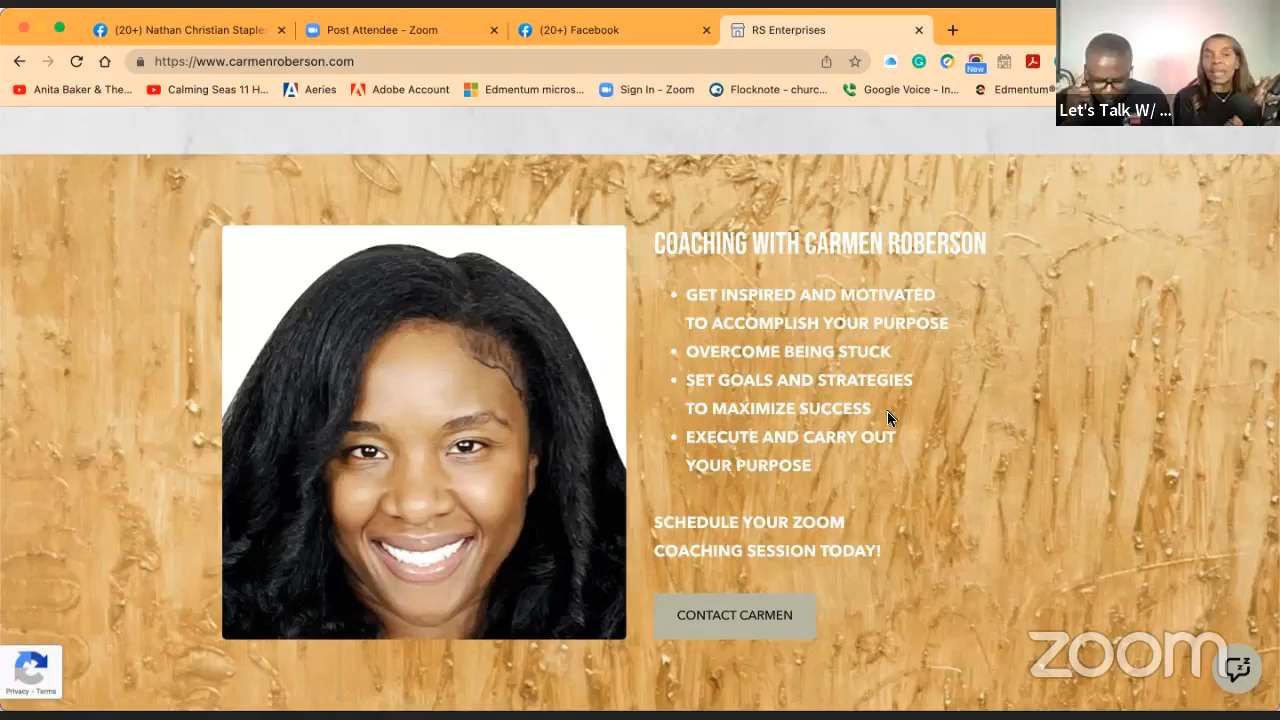 (20+) Nathan Christian Staple
Post Attendee - Zoom
(20+) Facebook
RS Enterprises
https://www.carmenroberson.com
New
Anita Baker & The...
Calming Seas 11 H...
Aeries
Adobe Account
Edmentum micros...
Sign In - Zoom
Flocknote - churc...
Google Voice - In...
Edmentum®
Let's Talk W/ ...
COACHING WITH CARMEN ROBERSON
• GET INSPIRED AND MOTIVATED
TO ACCOMPLISH YOUR PURPOSE
• OVERCOME BEING STUCK
• SET GOALS AND STRATEGIES
TO MAXIMIZE SUCCESS
• EXECUTE AND CARRY OUT
YOUR PURPOSE
SCHEDULE YOUR ZOOM
COACHING SESSION TODAY!
CONTACT CARMEN
zoom
Privacy - Terms